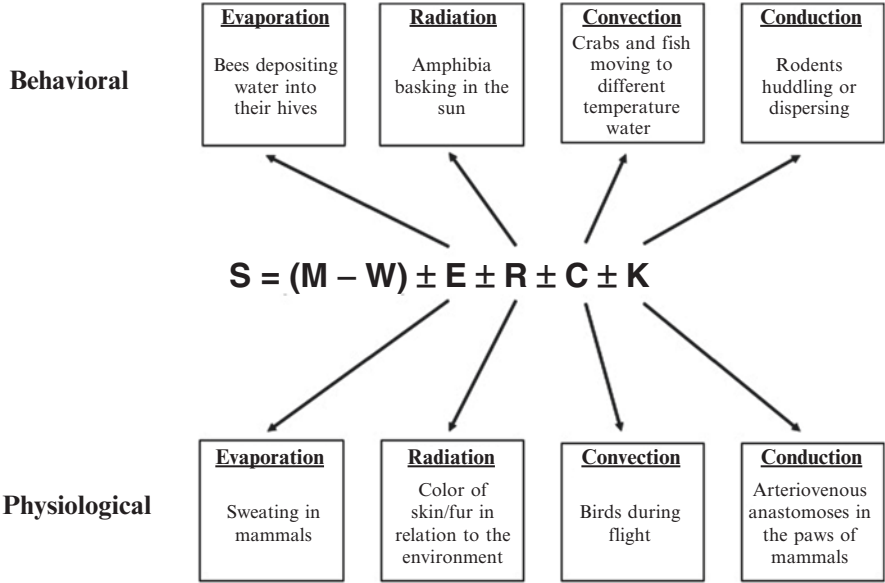 Behavioral
Evaporation
Bees depositing
water into
their hives
Radiation
Amphibia
basking in the
sun
Convection
Crabs and fish
moving to
different
temperature
water
Conduction
Rodents
huddling or
dispersing
S = (M – W) ± E ± R ± C ± K
Physiological
Evaporation
Sweating in
mammals
Radiation
Color of
skin/fur in
relation to the
environment
Convection
Birds during
flight
Conduction
Arteriovenous
anastomoses in
the paws of
mammals